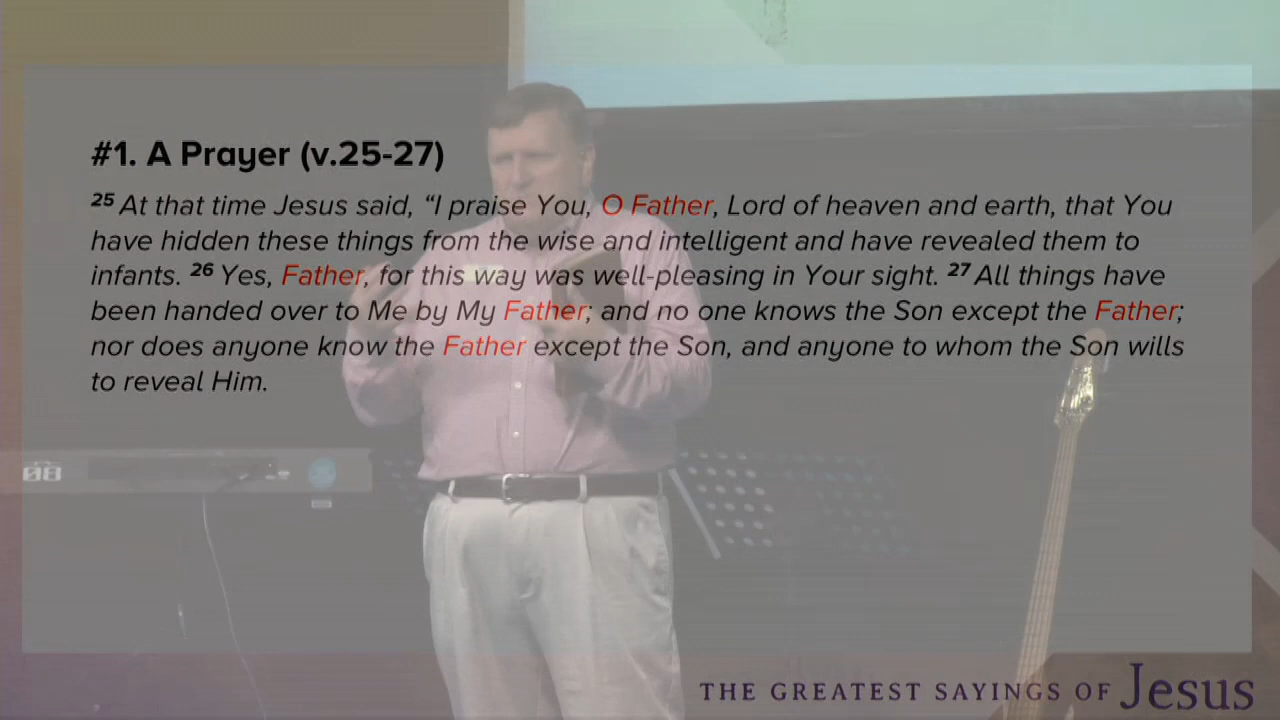 #1. A Prayer (v.25-27)
25 At that time Jesus said, “I praise You, O Father, Lord of heaven and earth, that You
have hidden these things from the wise and intelligent and have revealed them to
infants. 26 Yes, Father, for this way was well-pleasing in Your sight. 27 All things have
been handed over to Me by My Father; and no one knows the Son except the Father;
nor does anyone know the Father except the Son, and anyone to whom the Son wills
to reveal Him.
08
THE GREATEST SAYINGS OF Jesus